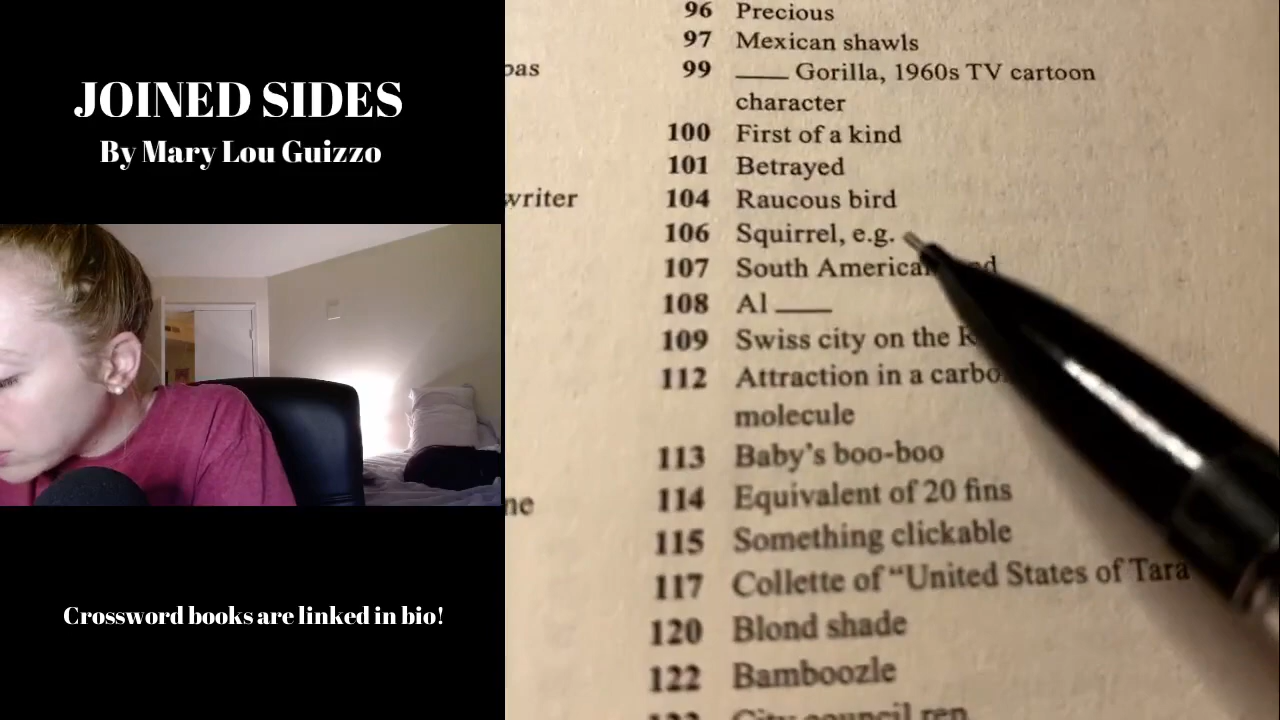 JOINED SIDES
By Mary Lou Guizzo
Crossword books are linked in bio!
writer
96 Precious
97 Mexican shawls
99 ____ Gorilla, 1960s TV cartoon
character
100 First of a kind
101 Betrayed
104 Raucous bird
106 Squirrel, e.g.
107 South American
108 Al ____
109 Swiss city on the
112 Attraction in a
molecule
113 Baby's boo-boo
114 Equivalent of 20 fins
115 Something clickable
117 Collette of "United States of Tara
120 Blond shade
122 Bamboozle
City council rep